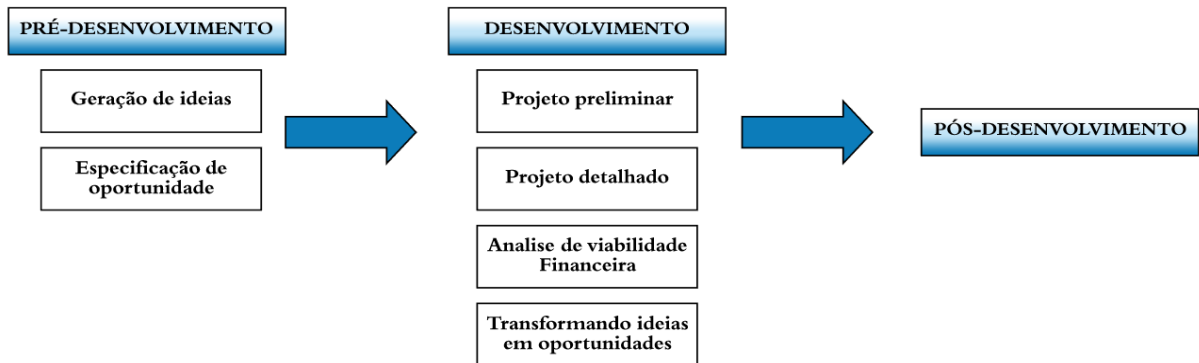 PRÉ-DESENVOLVIMENTO
Geração de ideias
Especificação de
oportunidade
DESENVOLVIMENTO
Projeto preliminar
Projeto detalhado
Analise de viabilidade
Financeira
Transformando ideias
em oportunidades
PÓS-DESENVOLVIMENTO